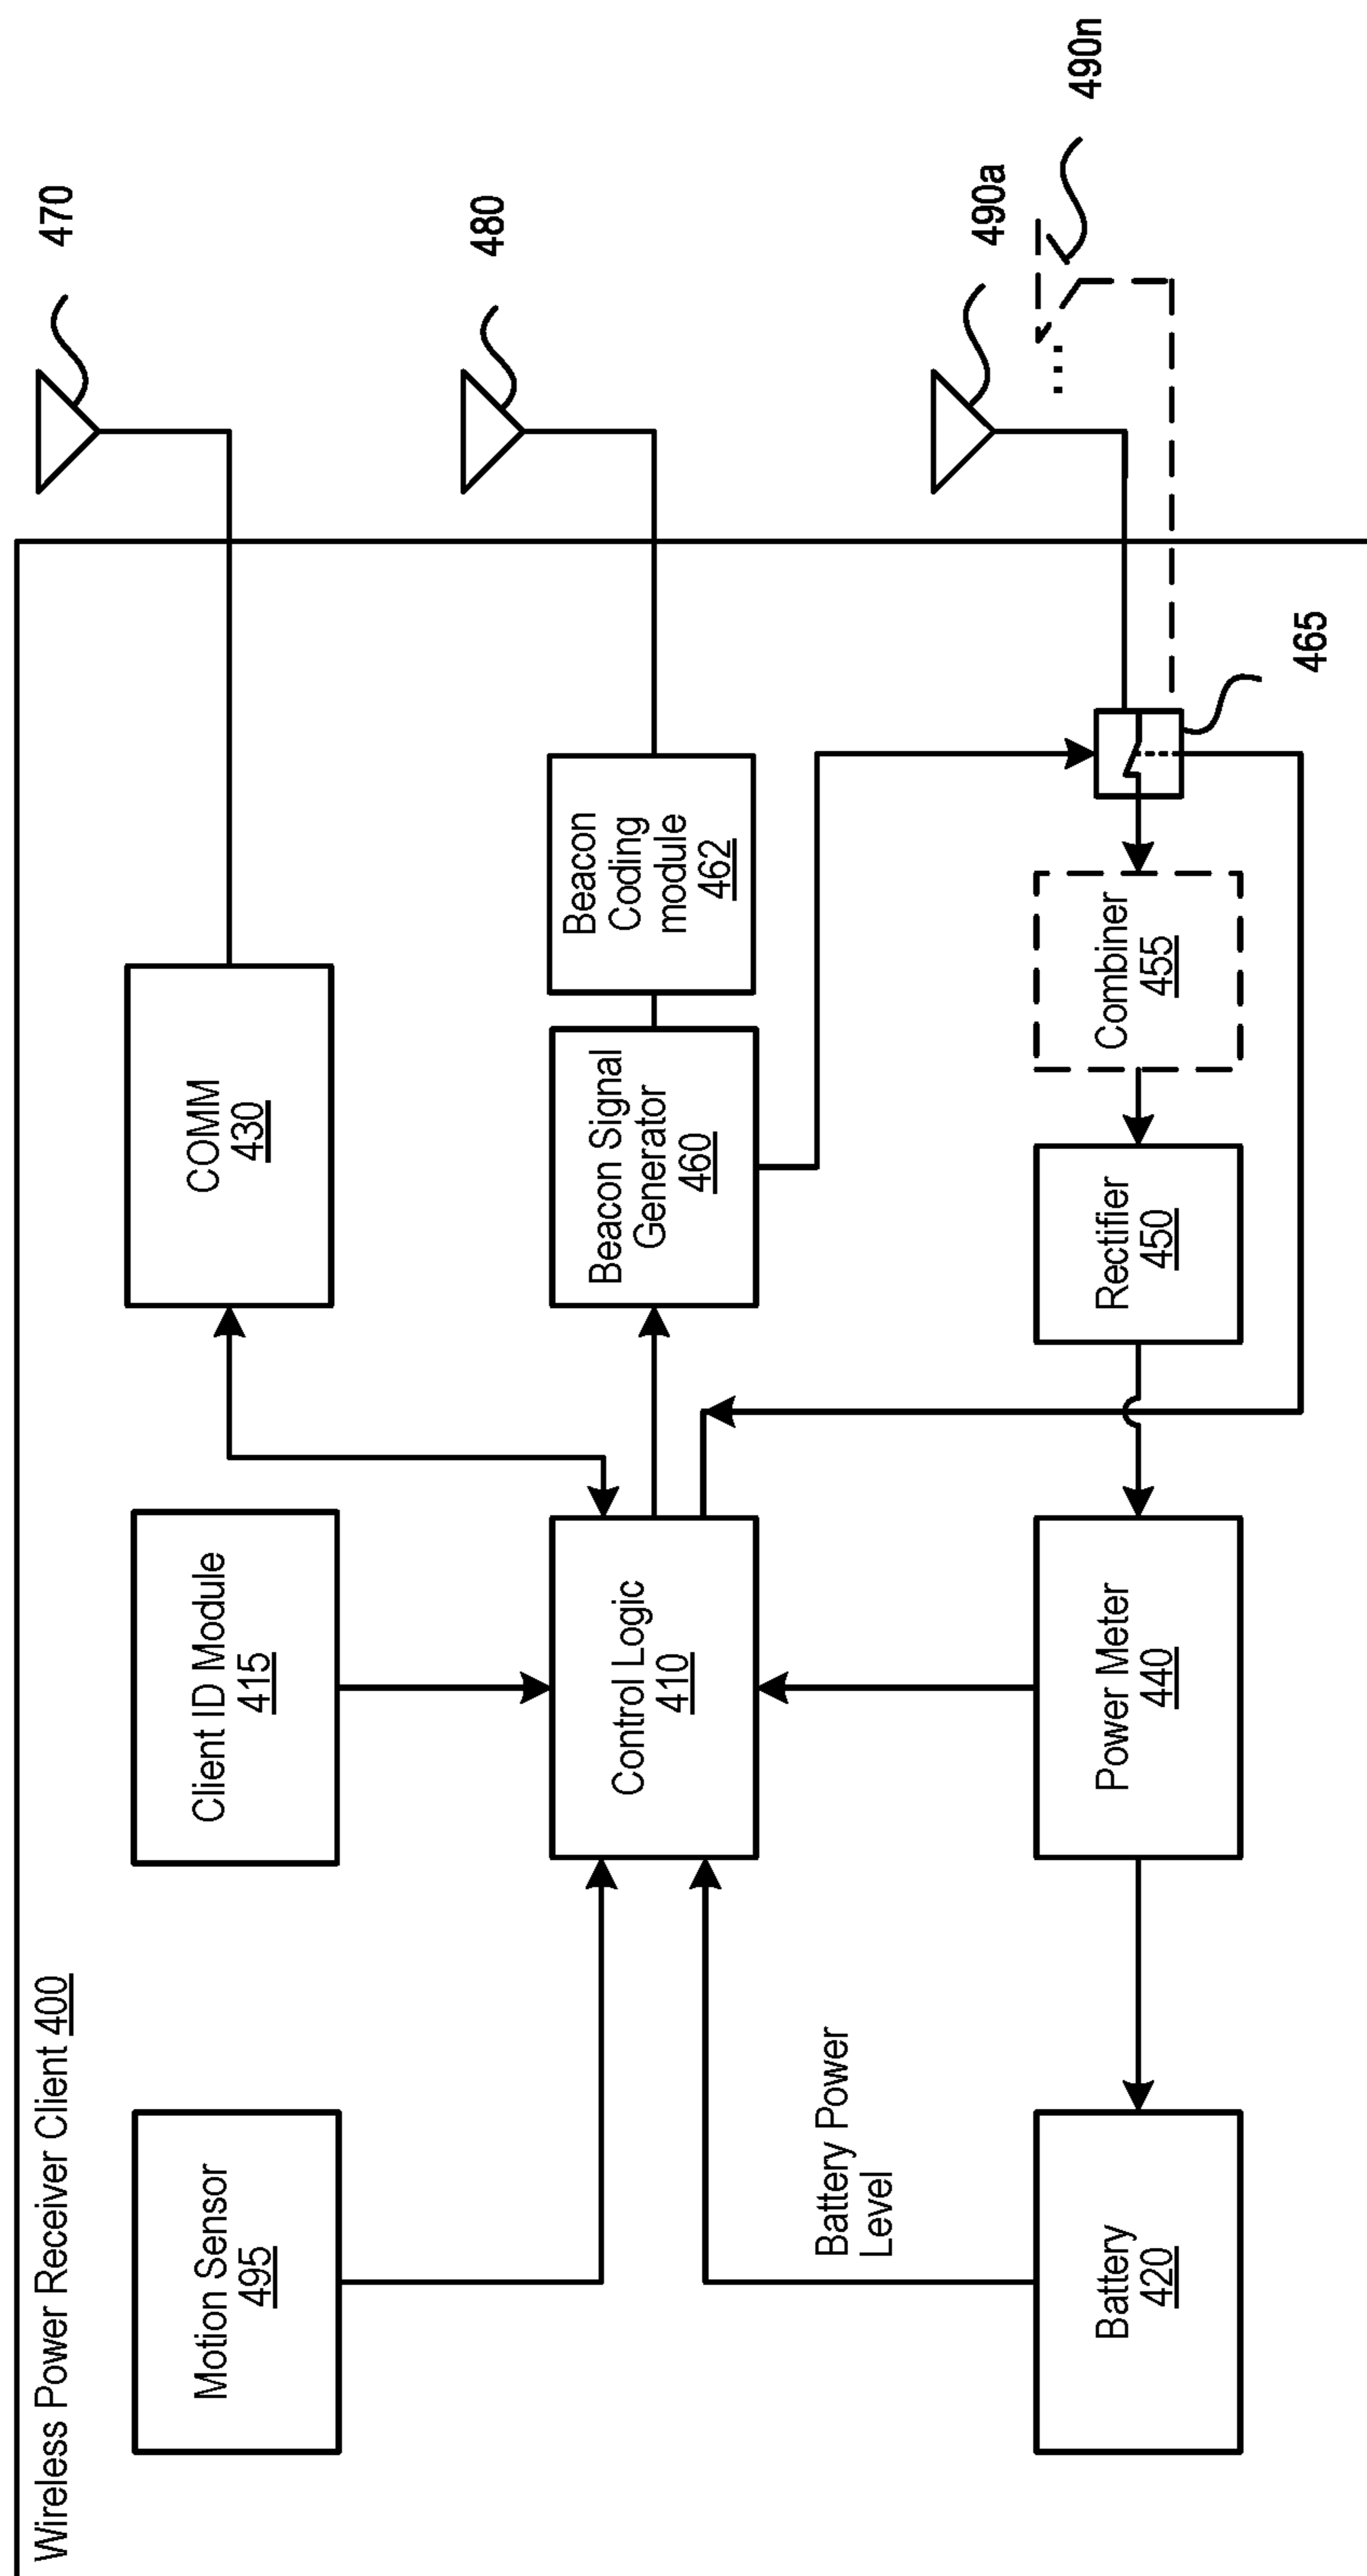 Wireless Power Receiver Client 400
Motion Sensor
495
Client ID Module
415
COMM
430
470
Control Logic
410
Beacon Signal
Generator
460
Beacon
Coding
module
462
480
Battery Power
Level
Battery
420
Power Meter
440
Rectifier
450
Combiner
455
465
490a
...
490n